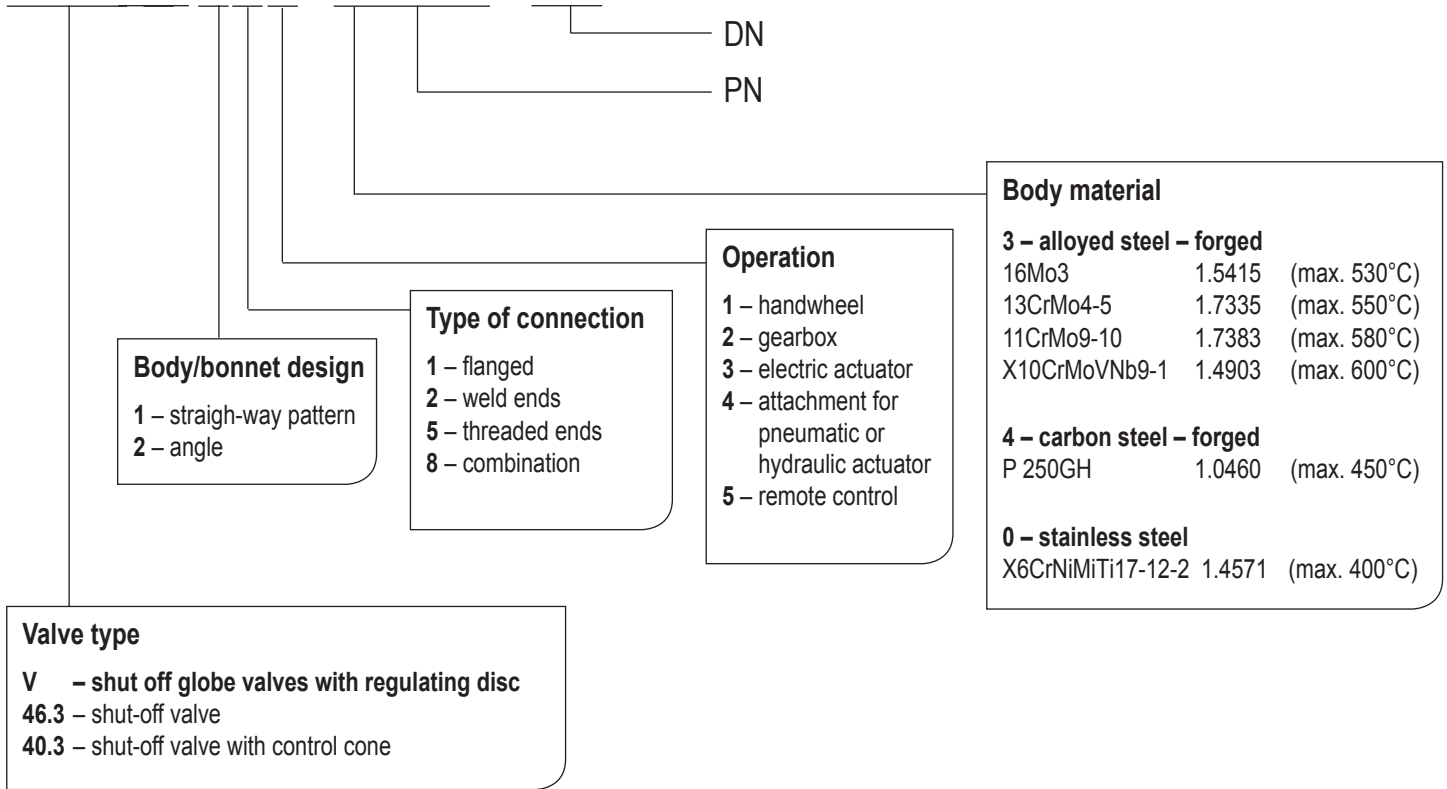 DN
PN
Body material
3 – alloyed steel – forged
16Mo3 1.5415 (max. 530°C)
13CrMo4-5 1.7335 (max. 550°C)
11CrMo9-10 1.7383 (max. 580°C)
X10CrMoVNb9-1 1.4903 (max. 600°C)
4 – carbon steel – forged
P 250GH 1.0460 (max. 450°C)
0 – stainless steel
X6CrNiMiTi17-12-2 1.4571 (max. 400°C)
Operation
1 – handwheel
2 – gearbox
3 – electric actuator
4 – attachment for
pneumatic or
hydraulic actuator
5 – remote control
Type of connection
1 – flanged
2 – weld ends
5 – threaded ends
8 – combination
Body/bonnet design
1 – straigh-way pattern
2 – angle
Valve type
V – shut off globe valves with regulating disc
46.3 – shut-off valve
40.3 – shut-off valve with control cone